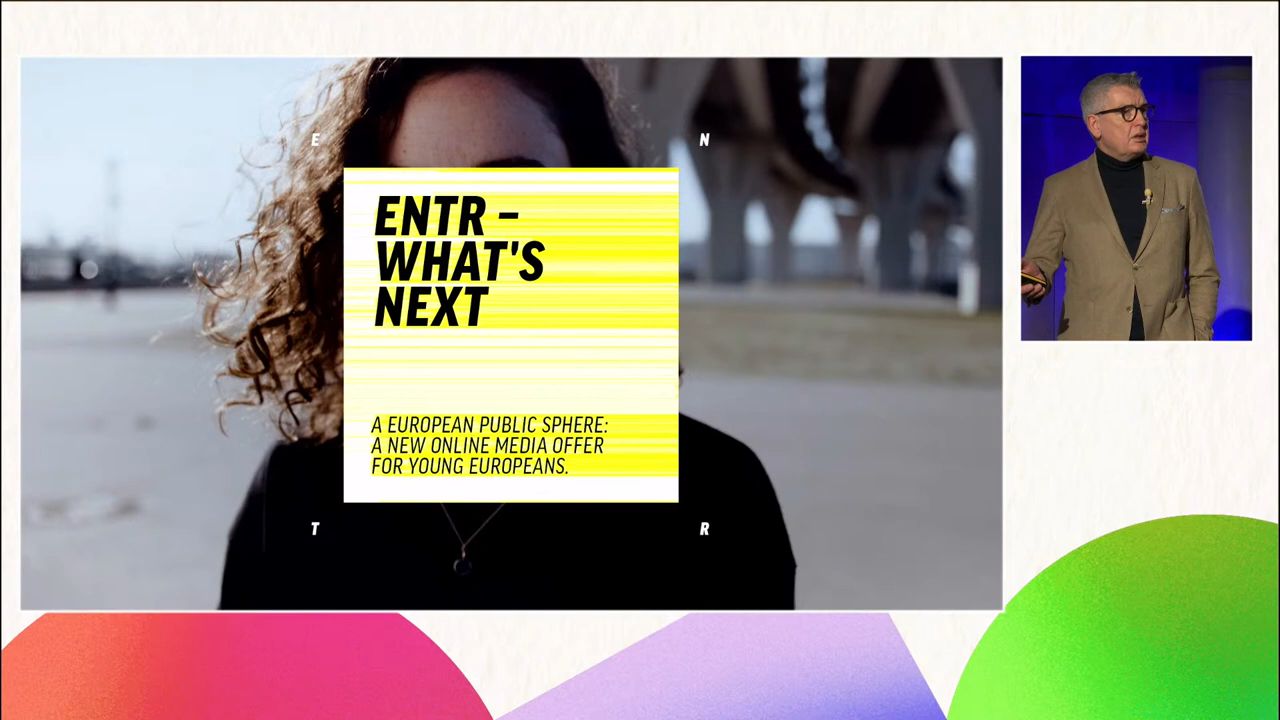 E N
ENTR –
WHAT'S
NEXT
A EUROPEAN PUBLIC SPHERE:
A NEW ONLINE MEDIA OFFER
FOR YOUNG EUROPEANS.
T R